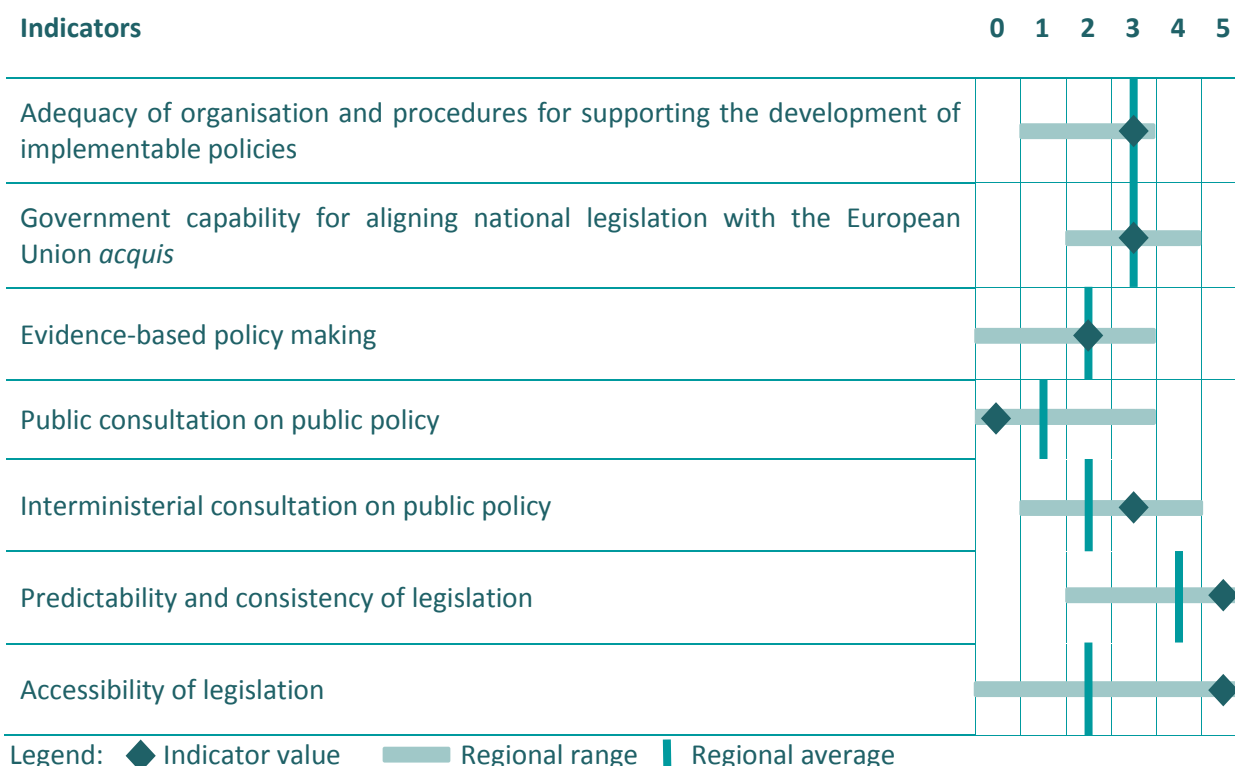 Indicators 0 1 2 3 4 5
Adequacy of organisation and procedures for supporting the development of
implementable policies
Government capability for aligning national legislation with the European
Union acquis
Evidence-based policy making
Public consultation on public policy
Interministerial consultation on public policy
Predictability and consistency of legislation
Accessibility of legislation
Legend: Indicator value Regional range Regional average